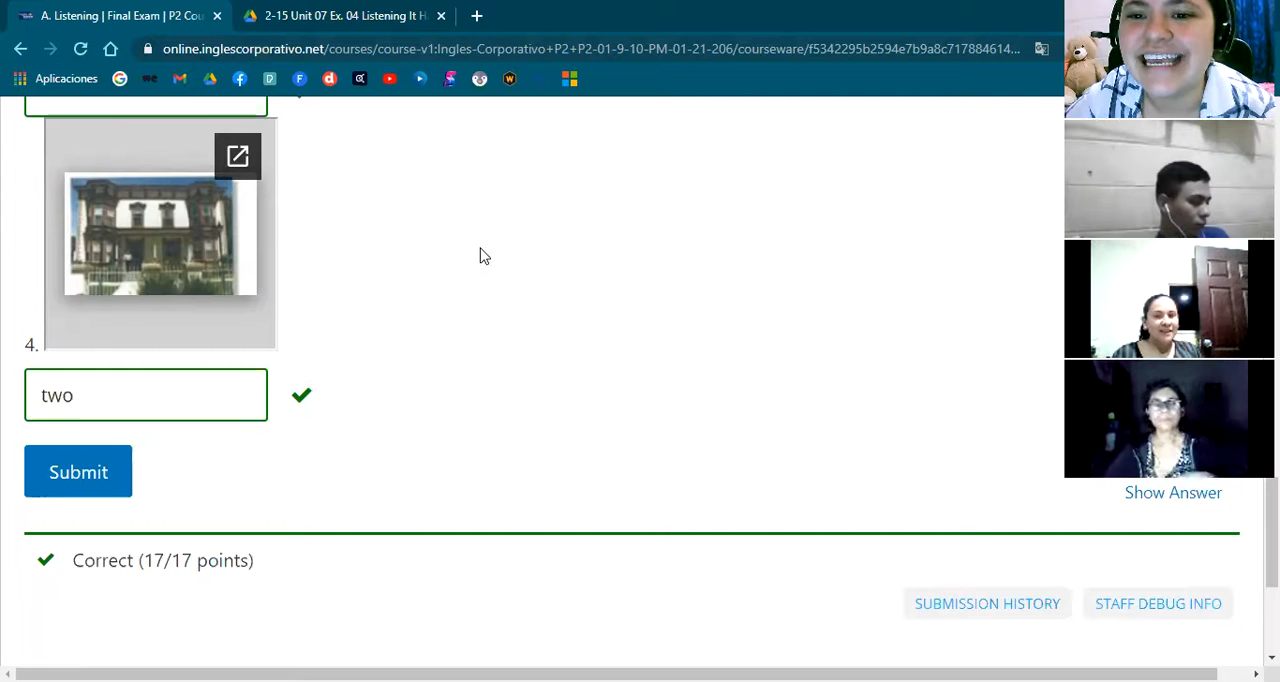 A. Listening | Final Exam | P2 Cou
2-15 Unit 07 Ex. 04 Listening It H
online.inglescorporativo.net/courses/course-v1:Ingles-Corporativo+P2+P2-01-9-10-PM-01-21-206/courseware/f5342295b2594e7b9a8c717884614...
Aplicaciones
4.
two
Submit
Show Answer
Correct (17/17 points)
SUBMISSION HISTORY
STAFF DEBUG INFO